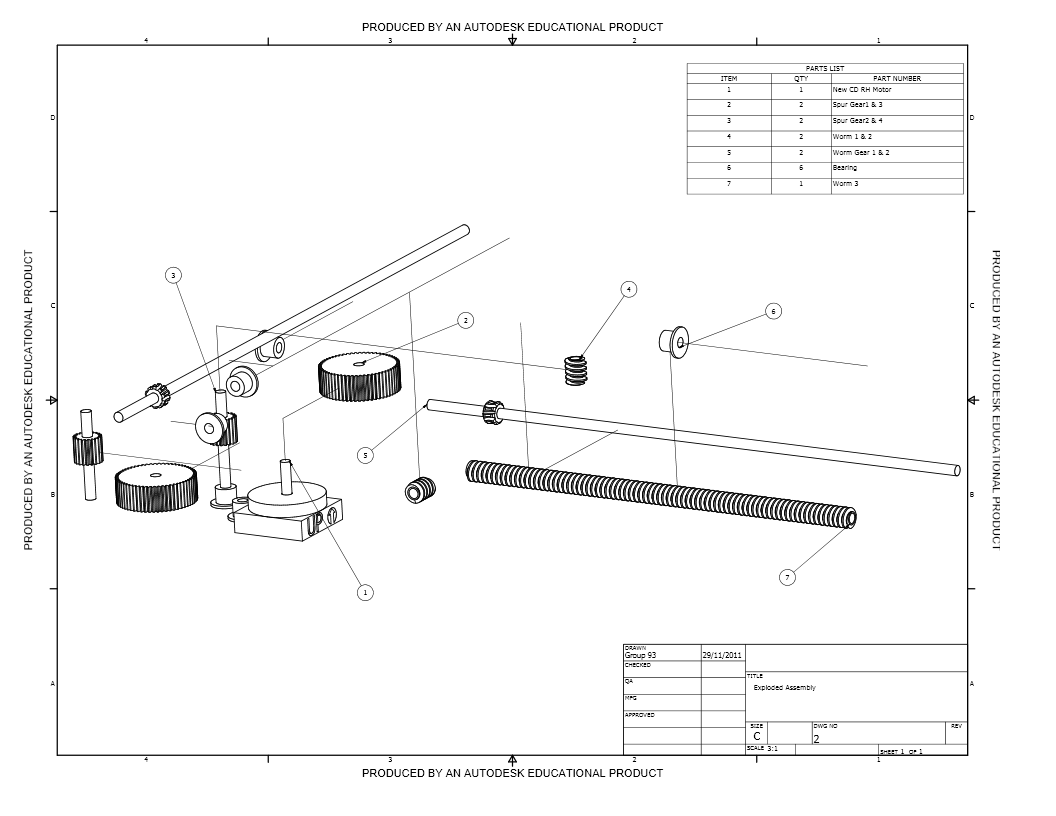 PRODUCED BY AN AUTODESK EDUCATIONAL PRODUCT
4 3 2 1
PARTS LIST
ITEM QTY PART NUMBER
1 1 New CD RH Motor
2 2 Spur Gear1 & 3
3 2 Spur Gear2 & 4
4 2 Worm 1 & 2
5 2 Worm Gear 1 & 2
6 6 Bearing
7 1 Worm 3
D D
PRODUCED BY AN AUTODESK EDUCATIONAL PRODUCT
PRODUCED BY AN AUTODESK EDUCATIONAL PRODUCT
3
4
C C
6
2
5
B B
7
1
DRAWN
Group 93 29/11/2011
CHECKED
QA
MFG
APPROVED
TITLE
Exploded Assembly
A A
SIZE DWG NO REV
C 2
SCALE 3:1 SHEET 1 OF 1
4 3 2 1
PRODUCED BY AN AUTODESK EDUCATIONAL PRODUCT